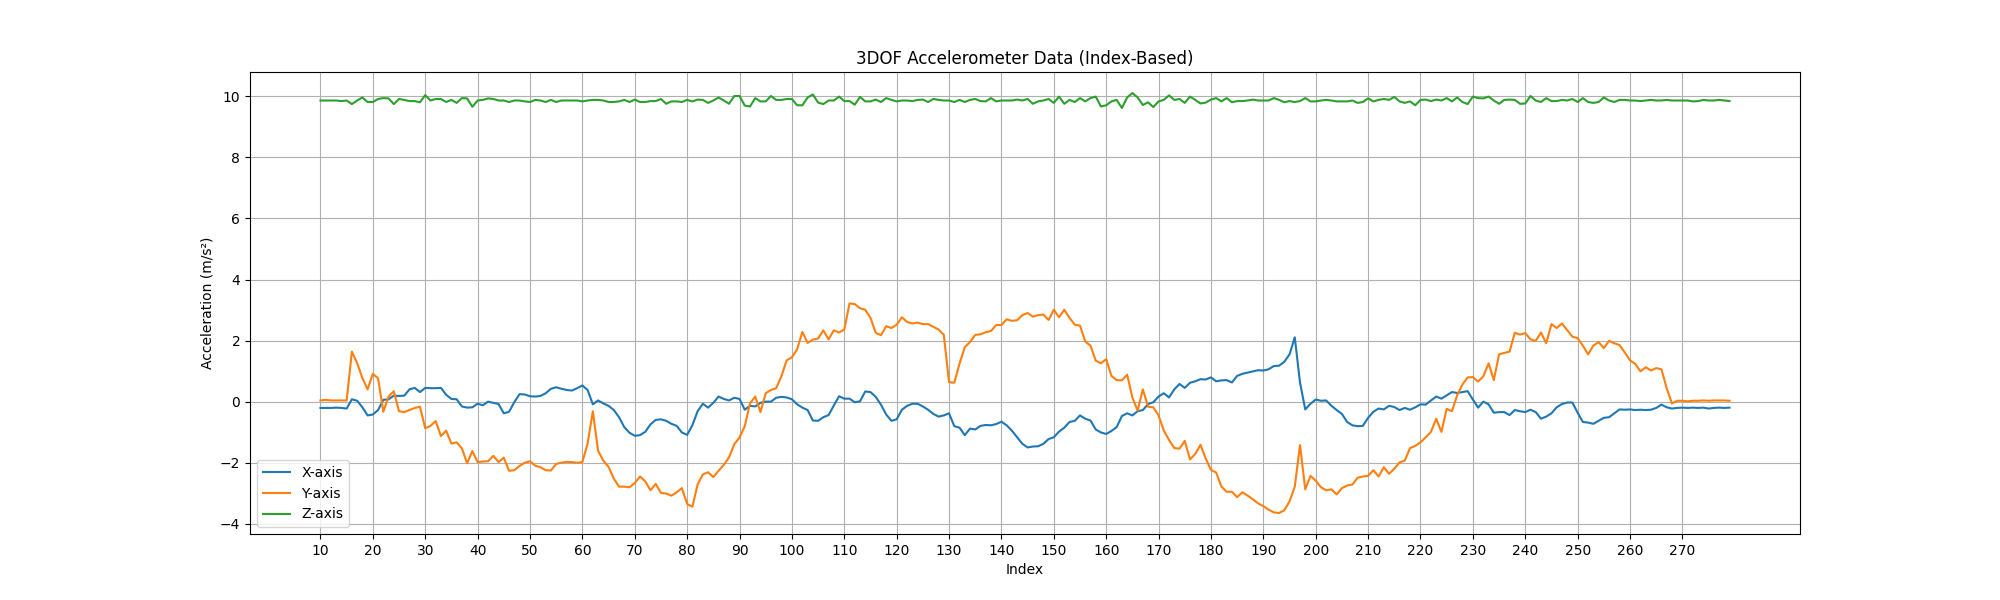 3DOF Accelerometer Data (Index-Based)
Acceleration (m/s²)
10
8
6
4
2
0
−2
−4
X-axis
Y-axis
Z-axis
10 20 30 40 50 60 70 80 90 100 110 120 130 140 150 160 170 180 190 200 210 220 230 240 250 260 270
Index